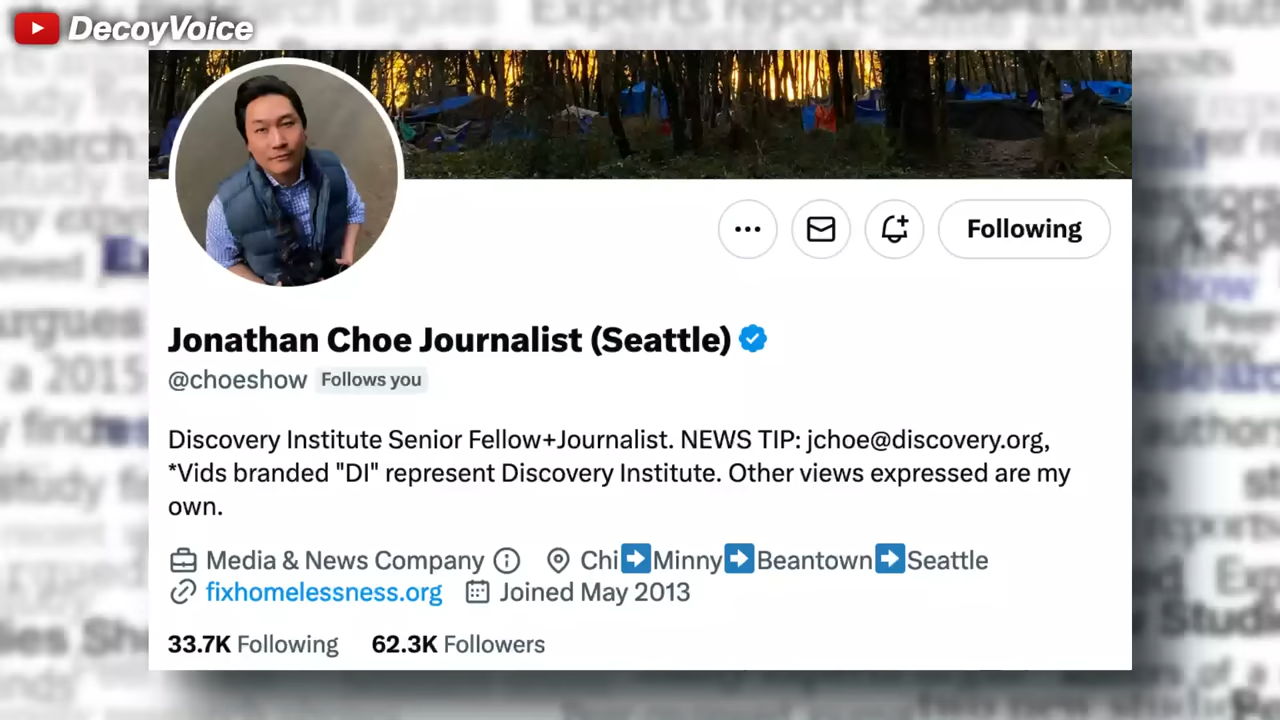 DecoyVoice
Following
Jonathan Choe Journalist (Seattle)
@choeshow Follows you
Discovery Institute Senior Fellow+Journalist. NEWS TIP: jchoe@discovery.org,
*Vids branded "DI" represent Discovery Institute. Other views expressed are my
own.
Media & News Company Chi➡Minny➡Beantown➡Seattle
fixhomelessness.org Joined May 2013
33.7K Following 62.3K Followers